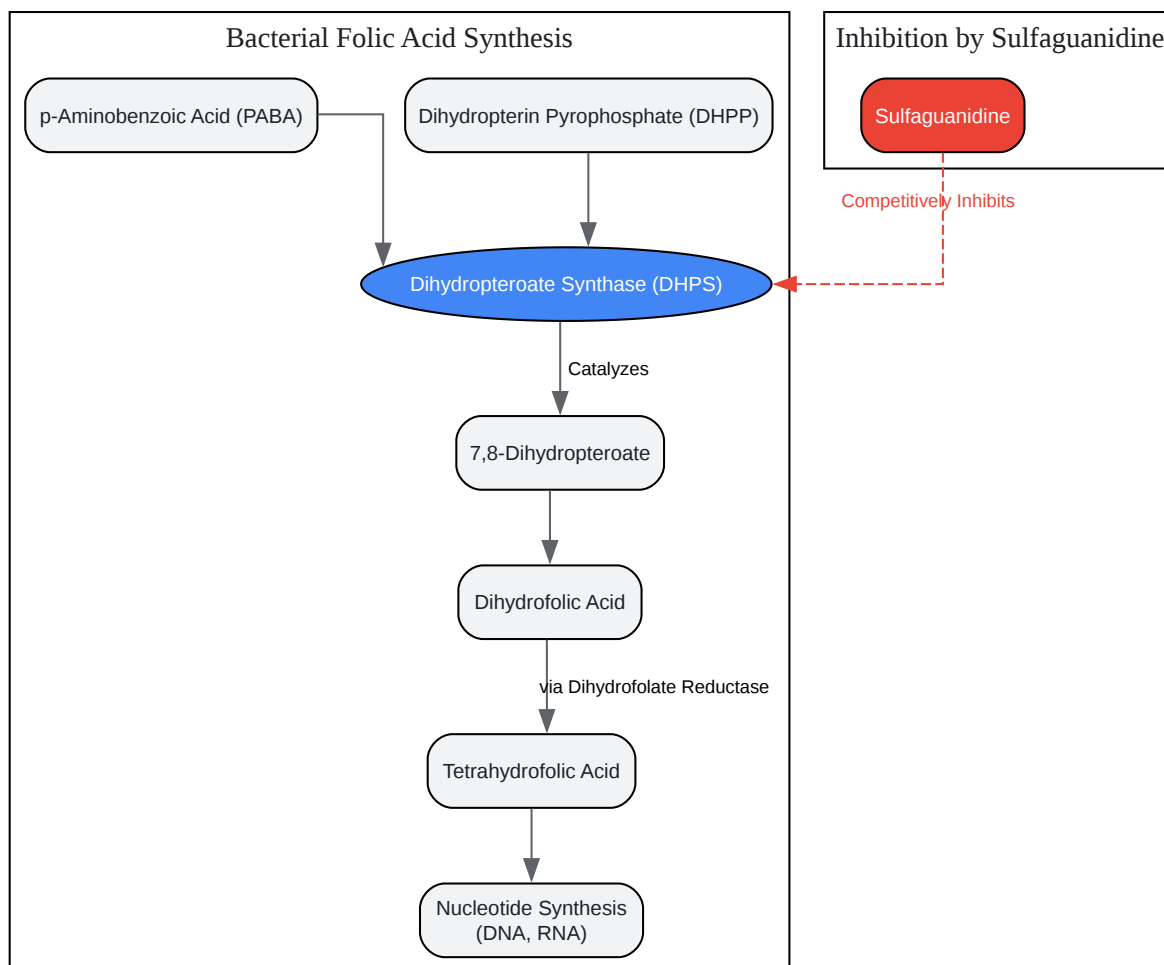 Bacterial Folic Acid Synthesis
Inhibition by Sulfaguanidine
p-Aminobenzoic Acid (PABA)
Dihydropterin Pyrophosphate (DHPP)
Sulfaguanidine
Competitively Inhibits
Dihydropteroate Synthase (DHPS)
Catalyzes
7,8-Dihydropteroate
Dihydrofolic Acid
via Dihydrofolate Reductase
Tetrahydrofolic Acid
Nucleotide Synthesis
(DNA, RNA)